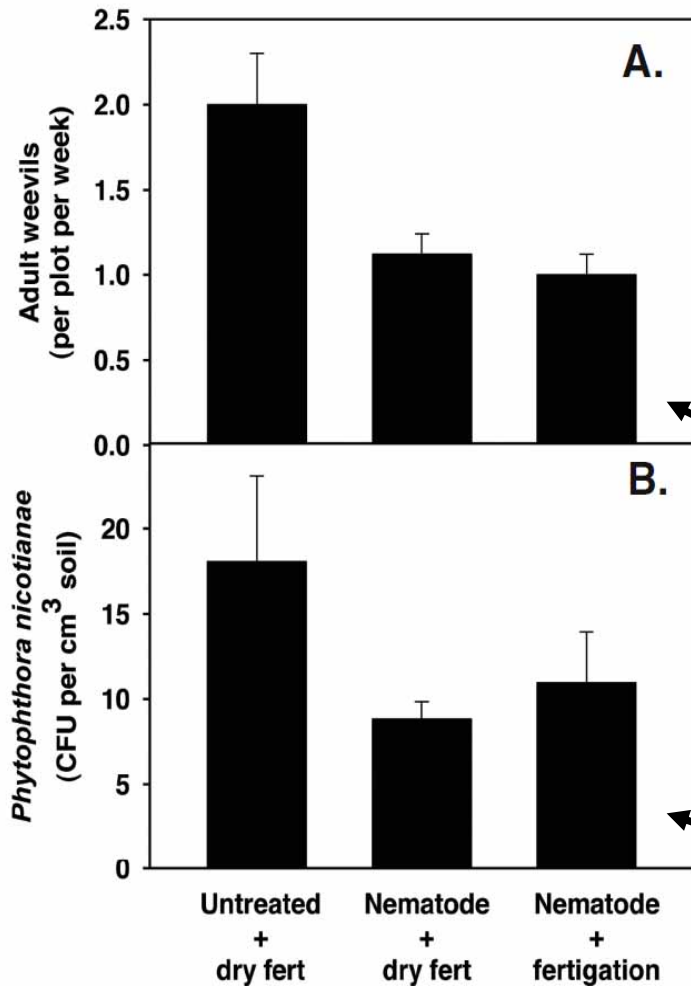 A.
Adult weevils
(per plot per week)
2.5
2.0
1.5
1.0
0.5
0.0
B.
Phytophthora nicotianae
(CFU per cm³ soil)
20
15
10
5
0
Untreated
+
dry fert
Nematode
+
dry fert
Nematode
+
fertigation